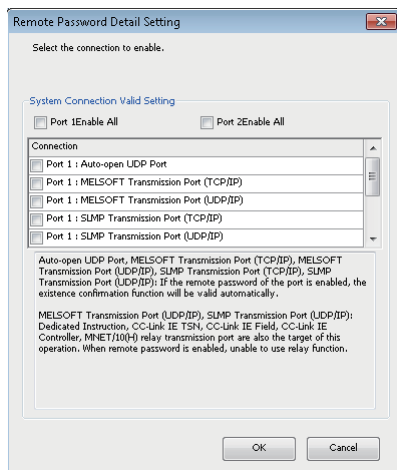 Remote Password Detail Setting
Select the connection to enable.
System Connection Valid Setting
Port 1Enable All
Port 2Enable All
Connection
Port 1 : Auto-open UDP Port
Port 1 : MELSOFT Transmission Port (TCP/IP)
Port 1 : MELSOFT Transmission Port (UDP/IP)
Port 1 : SLMP Transmission Port (TCP/IP)
Port 1 : SLMP Transmission Port (UDP/IP)
Auto-open UDP Port, MELSOFT Transmission Port (TCP/IP), MELSOFT
Transmission Port (UDP/IP), SLMP Transmission Port (TCP/IP), SLMP
Transmission Port (UDP/IP): If the remote password of the port is enabled, the
existence confirmation function will be valid automatically.
MELSOFT Transmission Port (UDP/IP), SLMP Transmission Port (UDP/IP):
Dedicated Instruction, CC-Link IE TSN, CC-Link IE Field, CC-Link IE
Controller, MNET/10(H) relay transmission port are also the target of this
operation. When remote password is enabled, unable to use relay function.
OK
Cancel